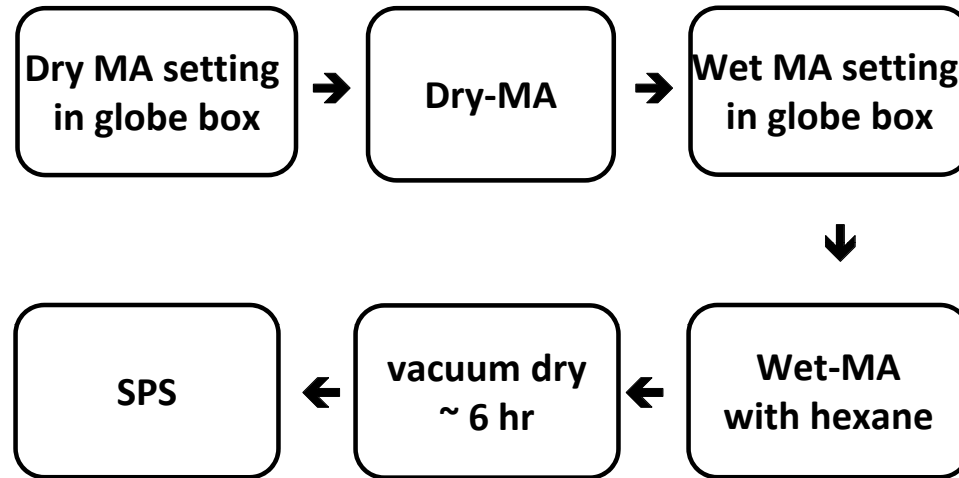 Dry MA setting
in globe box
Dry-MA
Wet MA setting
in globe box
Wet-MA
with hexane
vacuum dry
~ 6 hr
SPS